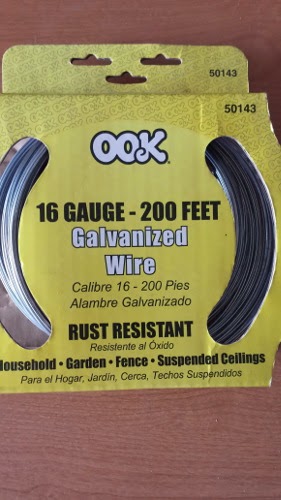 50143
50143
OOK
16 GAUGE - 200 FEET
Galvanized
Wire
Calibre 16 - 200 Pies
Alambre Galvanizado
RUST RESISTANT
Resistente al Óxido
Household • Garden • Fence • Suspended Ceilings
Para el Hogar, Jardín, Cerca, Techos Suspendidos